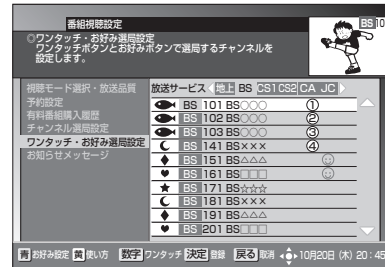 番組視聴設定
◎ワンタッチ・お好み選局設定
ワンタッチボタンとお好みボタンで選局するチャンネルを
設定します。
BS 10
視聴モード選択・放送品質
予約設定
有料番組購入履歴
チャンネル選局設定
ワンタッチ・お好み選局設定
お知らせメッセージ
放送サービス 地上 BS CS1 CS2 CA JC
BS 101 BS○○○ ①
BS 102 BS○○○ ②
BS 103 BS○○○ ③
BS 141 BS××× ④
BS 151 BS△△△
BS 161 BS□□□
BS 171 BS☆☆☆
BS 181 BS×××
BS 191 BS△△△
BS 201 BS□□□
青 お好み設定 黄 使い方 数字 ワンタッチ 決定 登録 戻る 取消 10月20日 (木) 20:45